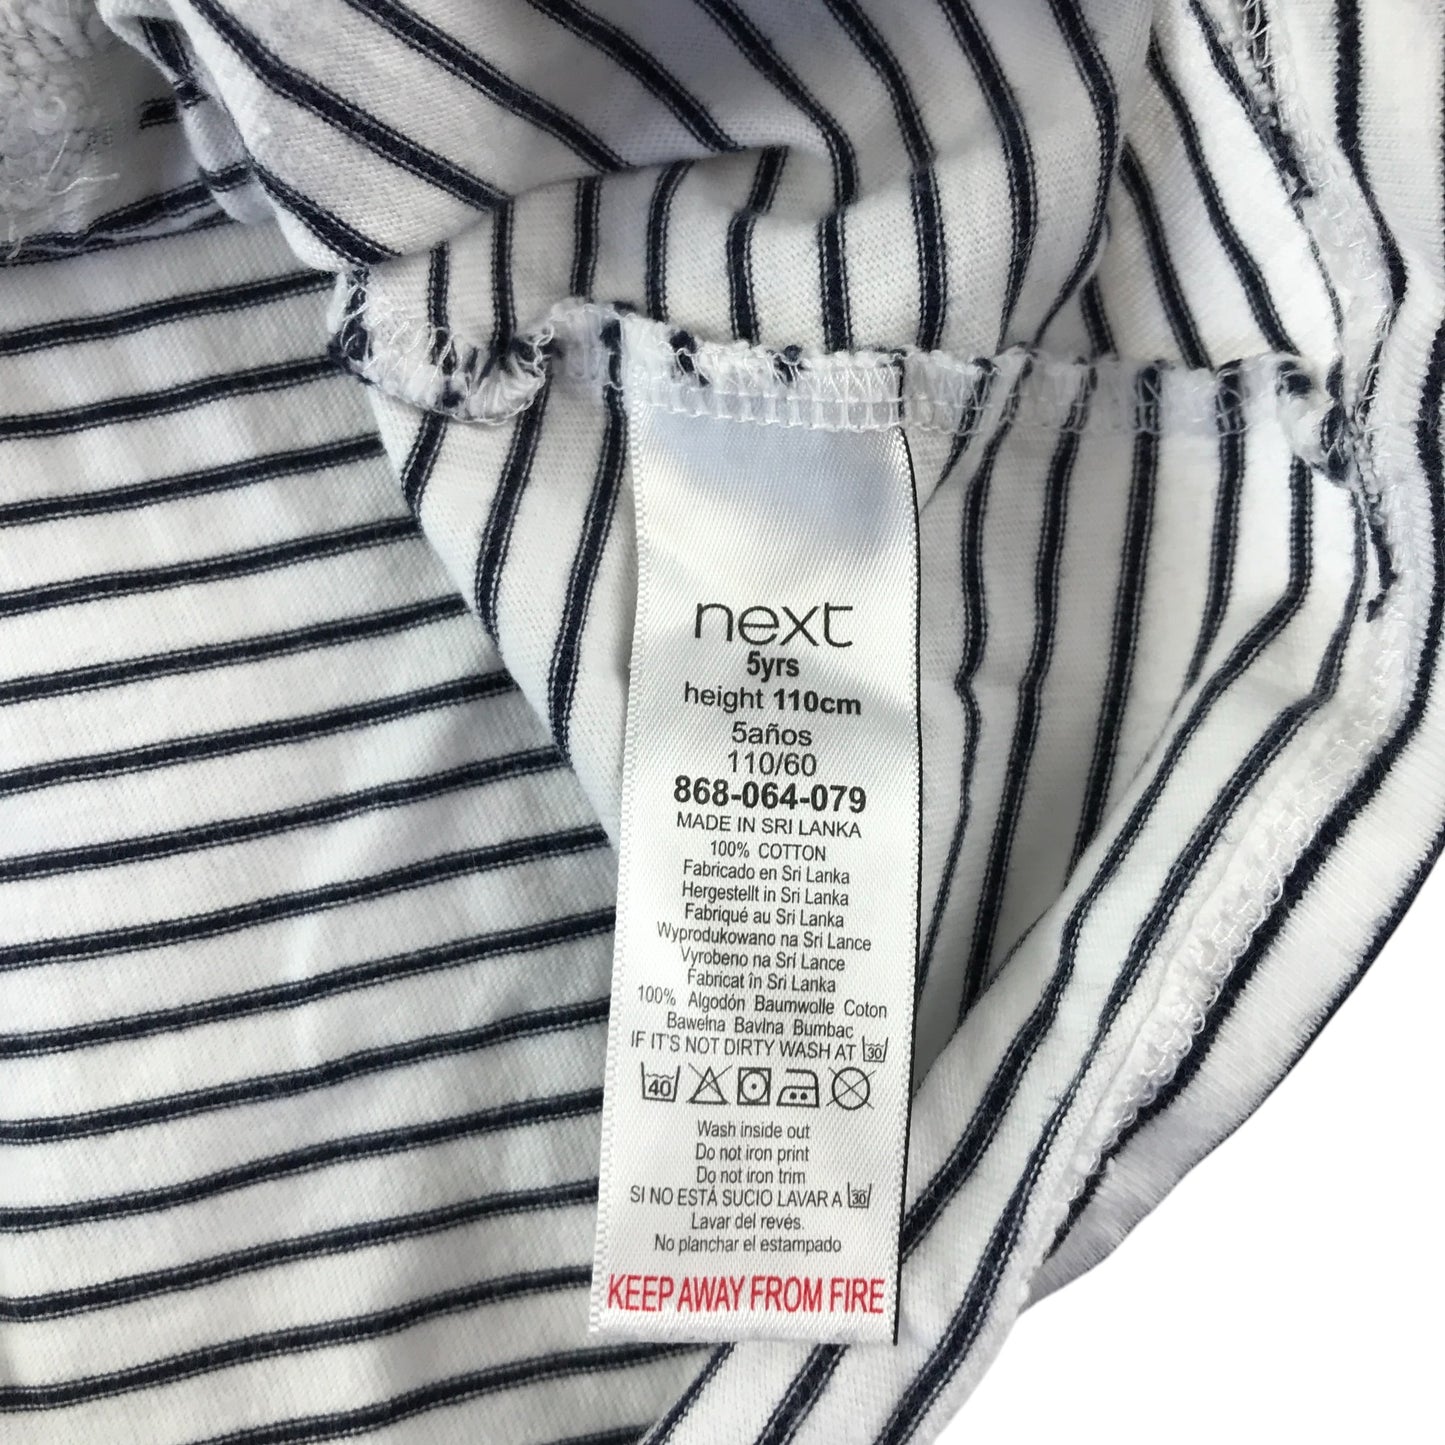 next
5yrs
height 110cm
5años
110/60
868-064-079
MADE IN SRI LANKA
100% COTTON
Fabricado en Sri Lanka
Hergestellt in Sri Lanka
Fabriqué au Sri Lanka
Wyprodukowano na Sri Lance
Vyrobeno na Sri Lance
Fabricat în Sri Lanka
100% Algodón Baumwolle Coton
Bawełna Bavlna Bumbac
IF IT'S NOT DIRTY WASH AT 30
40
Wash inside out
Do not iron print
Do not iron trim
SI NO ESTÁ SUCIO LAVAR A 30
Lavar del revés.
No planchar el estampado
KEEP AWAY FROM FIRE